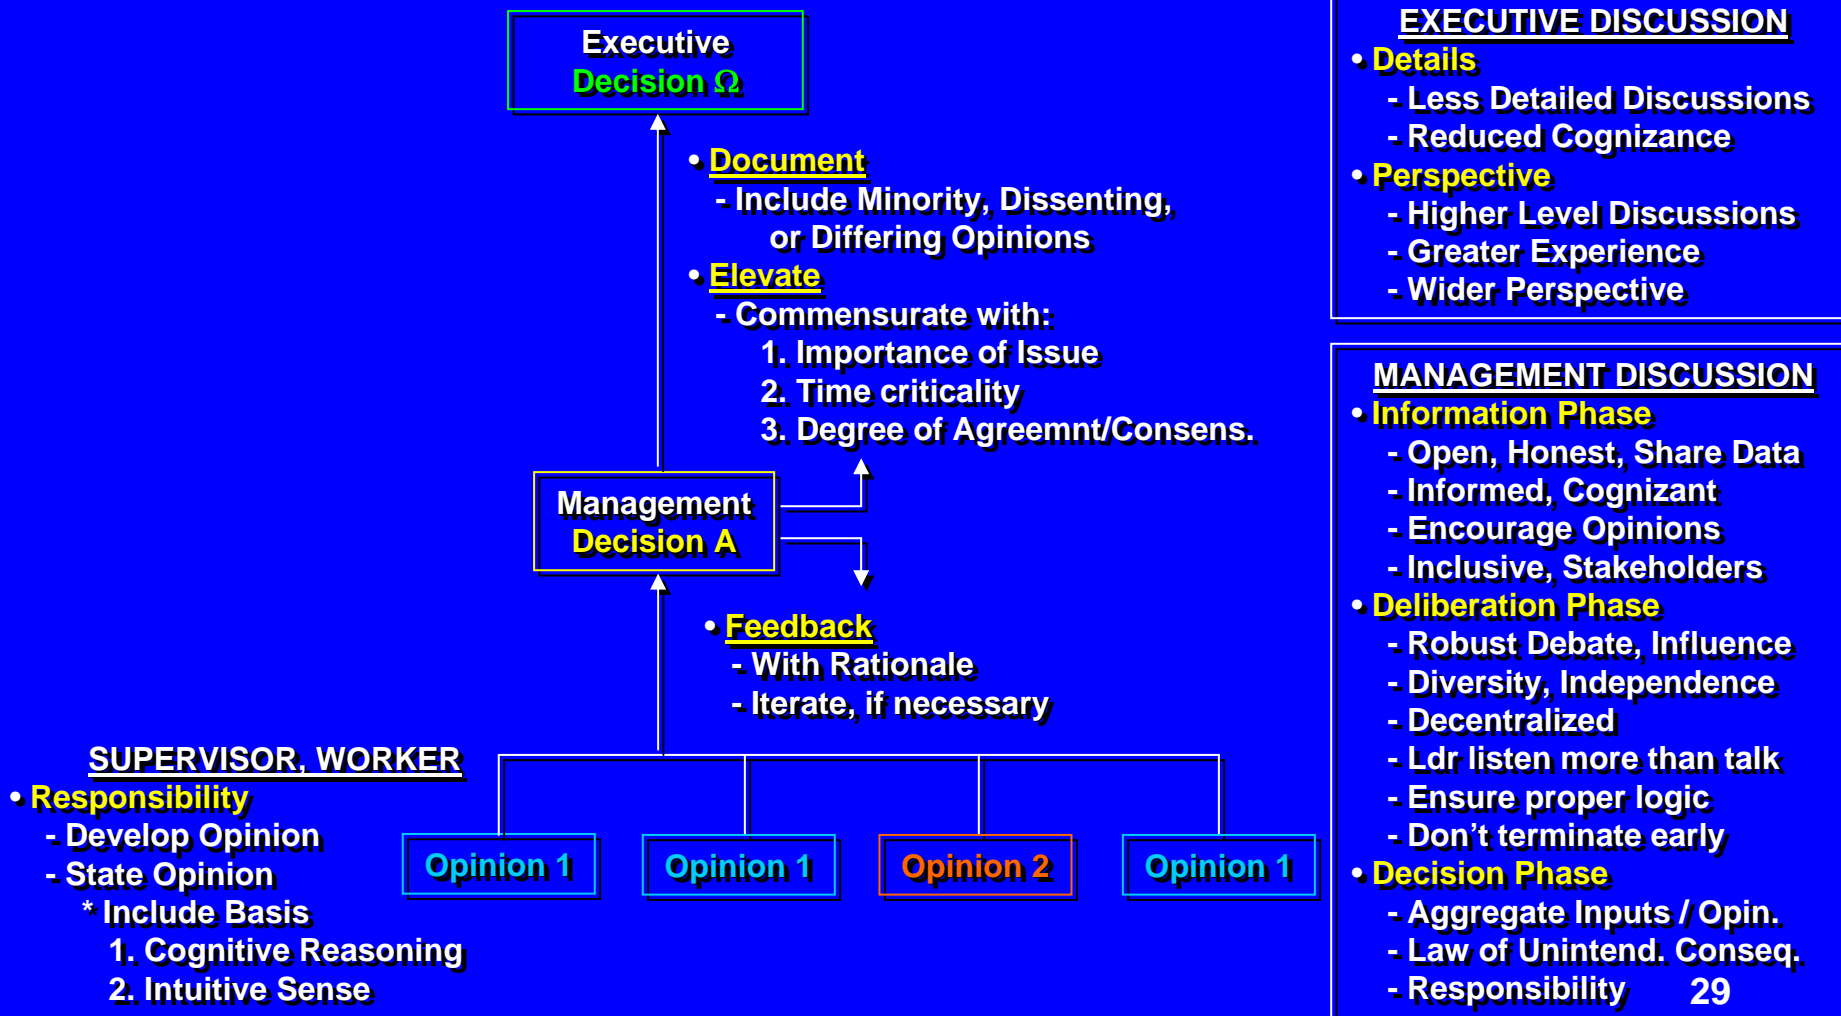 Executive
Decision Ω
• Document
- Include Minority, Dissenting,
or Differing Opinions
• Elevate
- Commensurate with:
1. Importance of Issue
2. Time criticality
3. Degree of Agreemnt/Consens.
Management
Decision A
• Feedback
- With Rationale
- Iterate, if necessary
SUPERVISOR, WORKER
• Responsibility
- Develop Opinion
- State Opinion
* Include Basis
1. Cognitive Reasoning
2. Intuitive Sense
Opinion 1
Opinion 1
Opinion 2
Opinion 1
EXECUTIVE DISCUSSION
• Details
- Less Detailed Discussions
- Reduced Cognizance
• Perspective
- Higher Level Discussions
- Greater Experience
- Wider Perspective
MANAGEMENT DISCUSSION
• Information Phase
- Open, Honest, Share Data
- Informed, Cognizant
- Encourage Opinions
- Inclusive, Stakeholders
• Deliberation Phase
- Robust Debate, Influence
- Diversity, Independence
- Decentralized
- Ldr listen more than talk
- Ensure proper logic
- Don’t terminate early
• Decision Phase
- Aggregate Inputs / Opin.
- Law of Unintend. Conseq.
- Responsibility
29